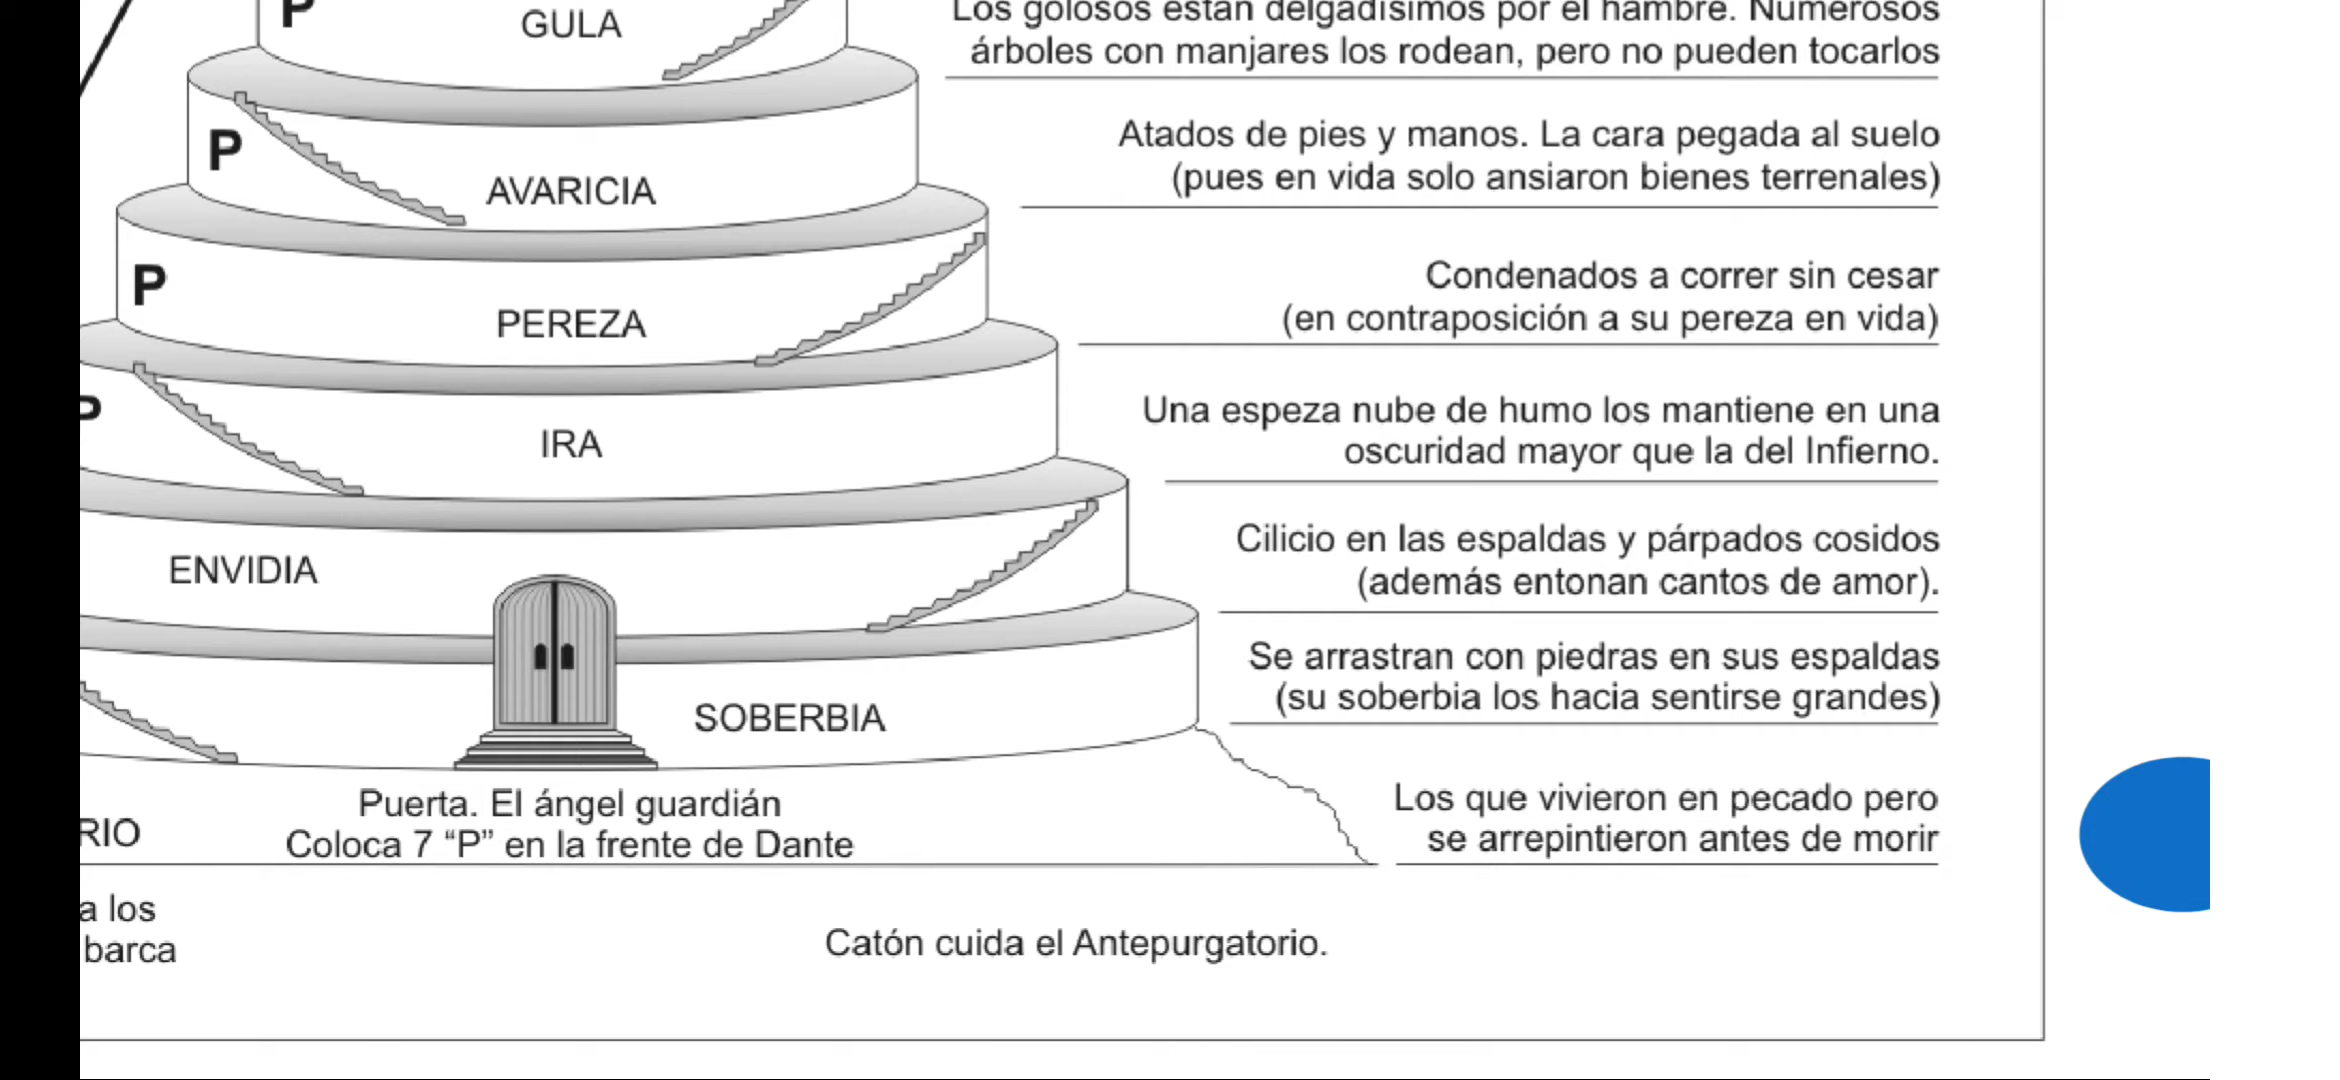 P
GULA
Los golosos están delgadísimos por el hambre. Numerosos
árboles con manjares los rodean, pero no pueden tocarlos
P
AVARICIA
Atados de pies y manos. La cara pegada al suelo
(pues en vida solo ansiaron bienes terrenales)
P
PEREZA
Condenados a correr sin cesar
(en contraposición a su pereza en vida)
P
IRA
Una espeza nube de humo los mantiene en una
oscuridad mayor que la del Infierno.
ENVIDIA
Cilicio en las espaldas y párpados cosidos
(además entonan cantos de amor).
SOBERBIA
Se arrastran con piedras en sus espaldas
(su soberbia los hacia sentirse grandes)
Puerta. El ángel guardián
Coloca 7 “P” en la frente de Dante
RIO
Los que vivieron en pecado pero
se arrepintieron antes de morir
a los
barca
Catón cuida el Antepurgatorio.